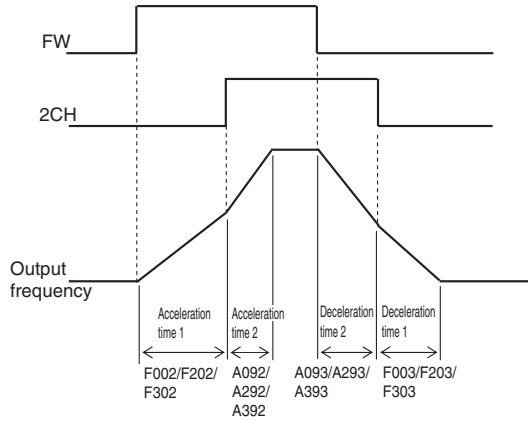 FW
2CH
Output
frequency
Acceleration
time 1
Acceleration
time 2
Deceleration
time 2
Deceleration
time 1
F002/F202/
F302
A092/
A292/
A392
A093/A293/
A393
F003/F203/
F303